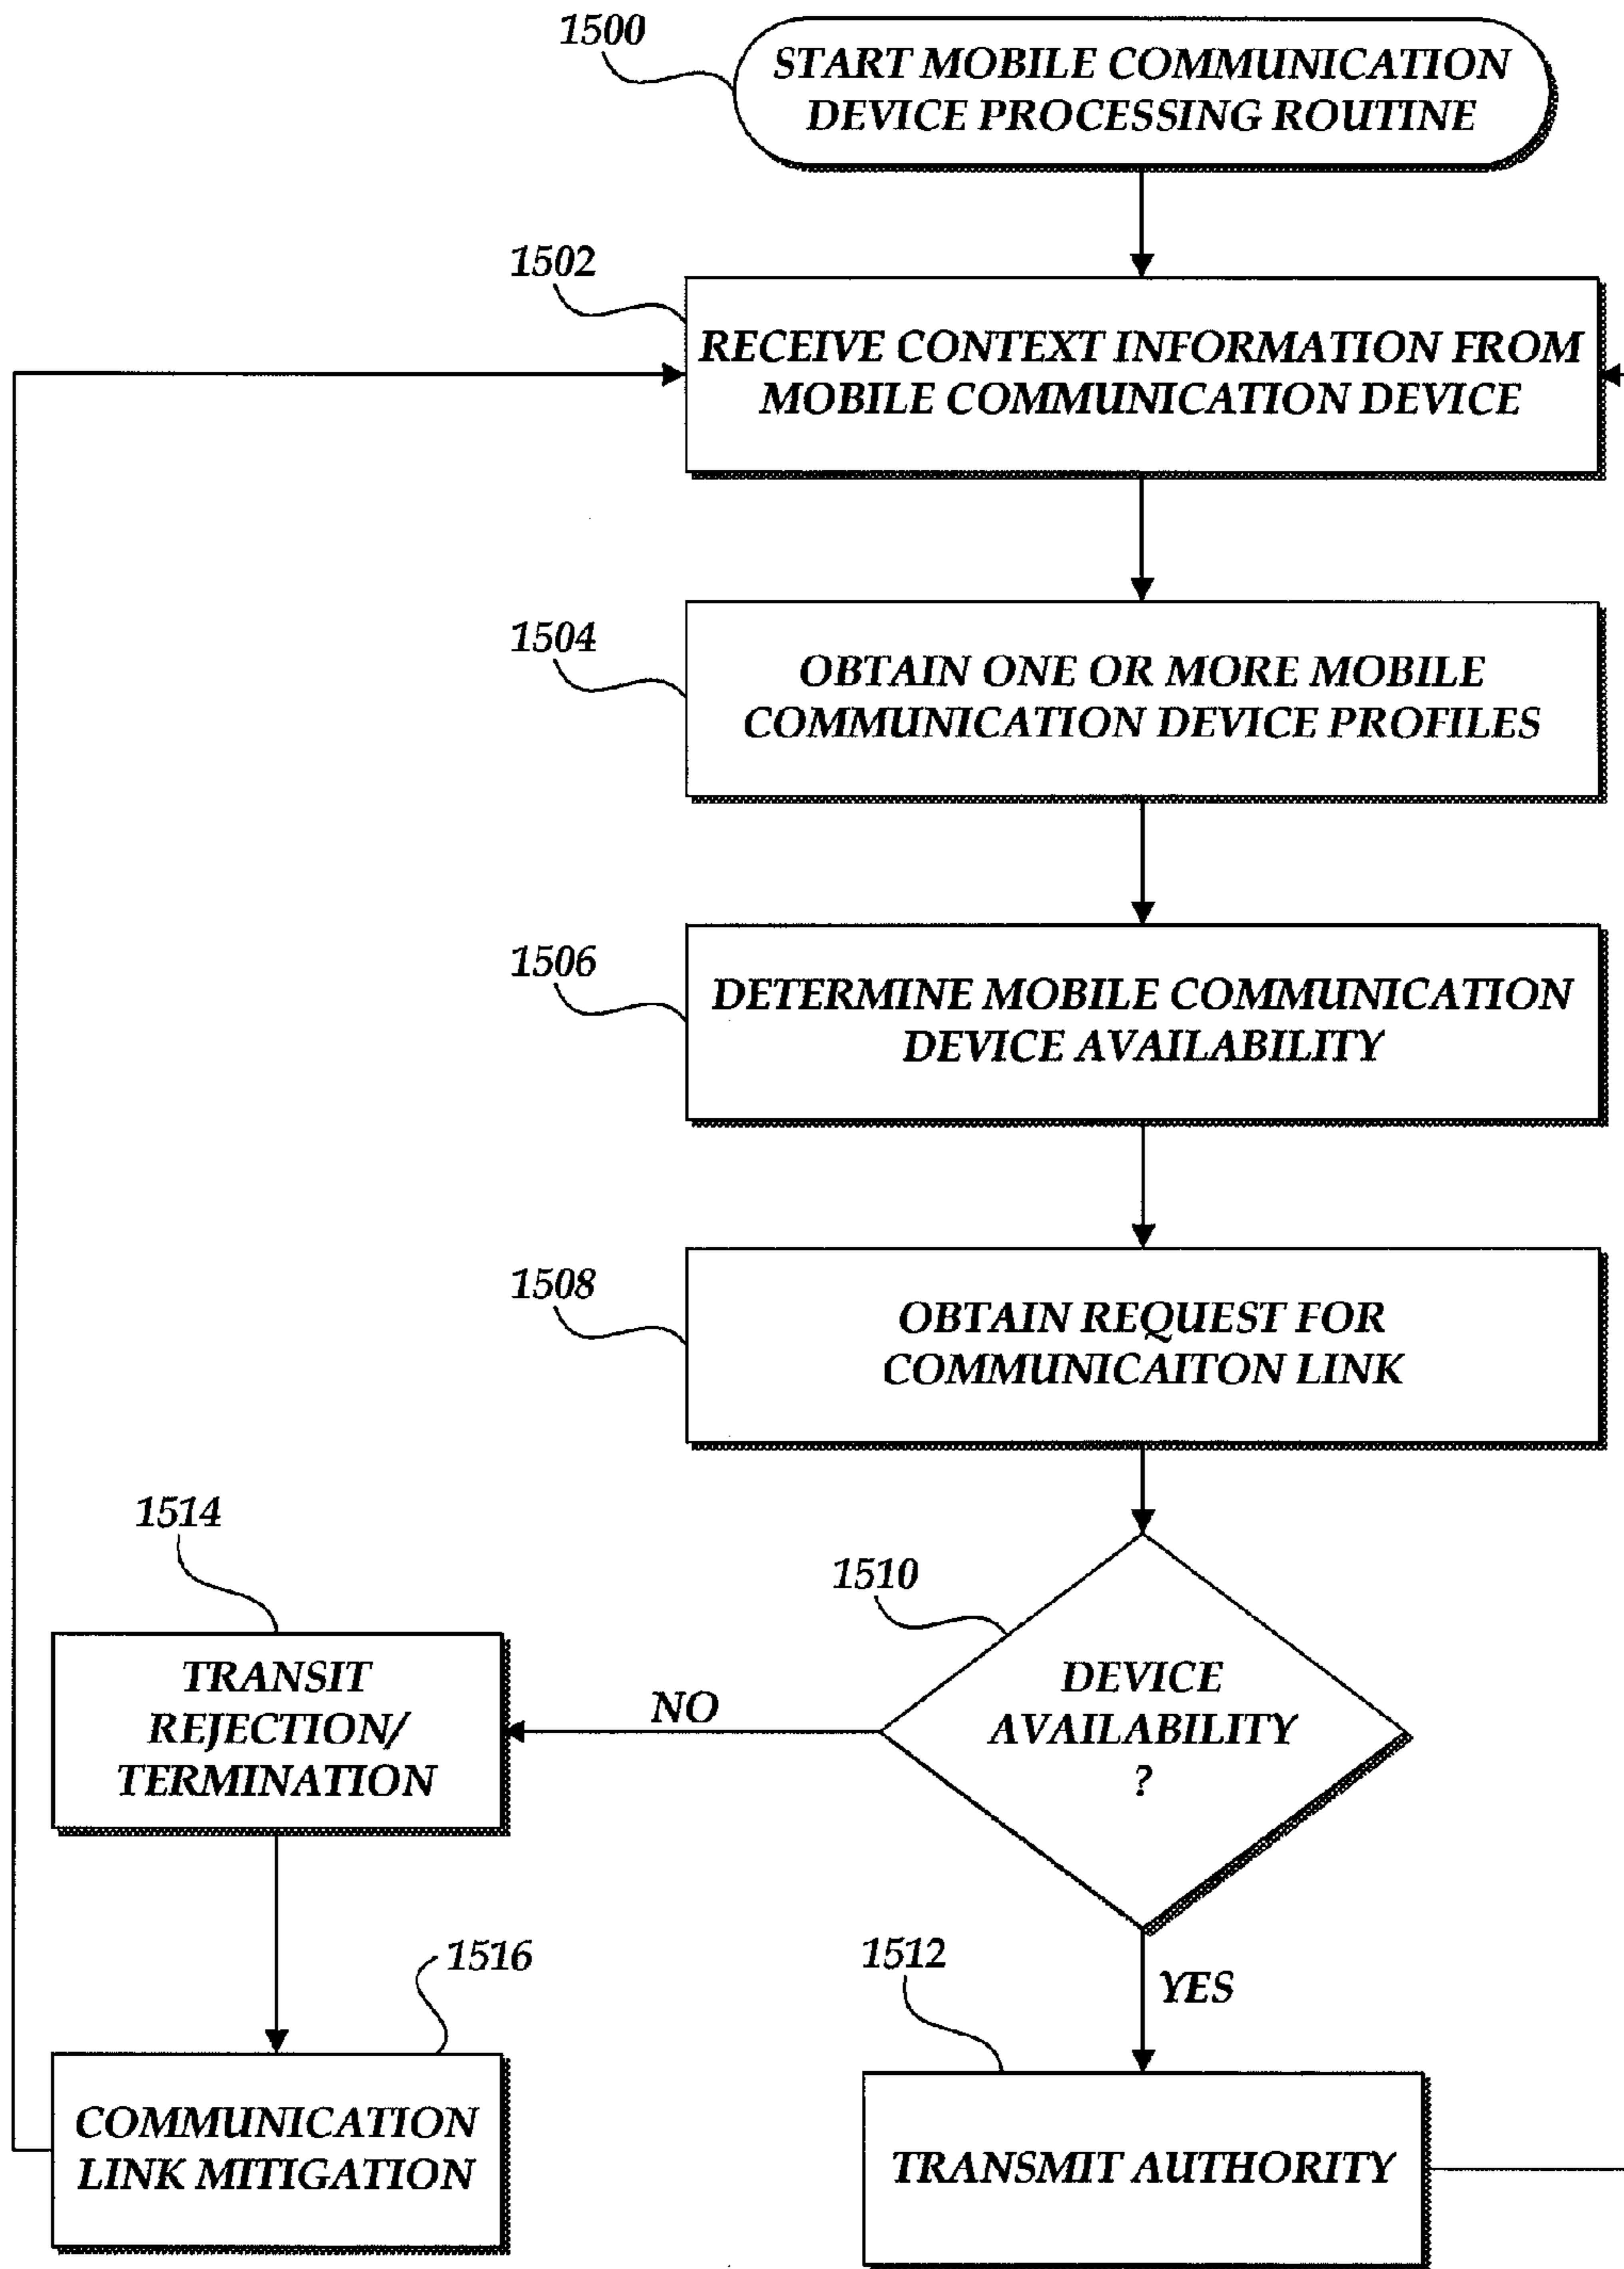 1500
START MOBILE COMMUNICATION
DEVICE PROCESSING ROUTINE
1502
RECEIVE CONTEXT INFORMATION FROM
MOBILE COMMUNICATION DEVICE
1504
OBTAIN ONE OR MORE MOBILE
COMMUNICATION DEVICE PROFILES
1506
DETERMINE MOBILE COMMUNICATION
DEVICE AVAILABILITY
1508
OBTAIN REQUEST FOR
COMMUNICAITON LINK
1510
DEVICE
AVAILABILITY
?
NO
1514
TRANSIT
REJECTION/
TERMINATION
1516
COMMUNICATION
LINK MITIGATION
YES
1512
TRANSMIT AUTHORITY